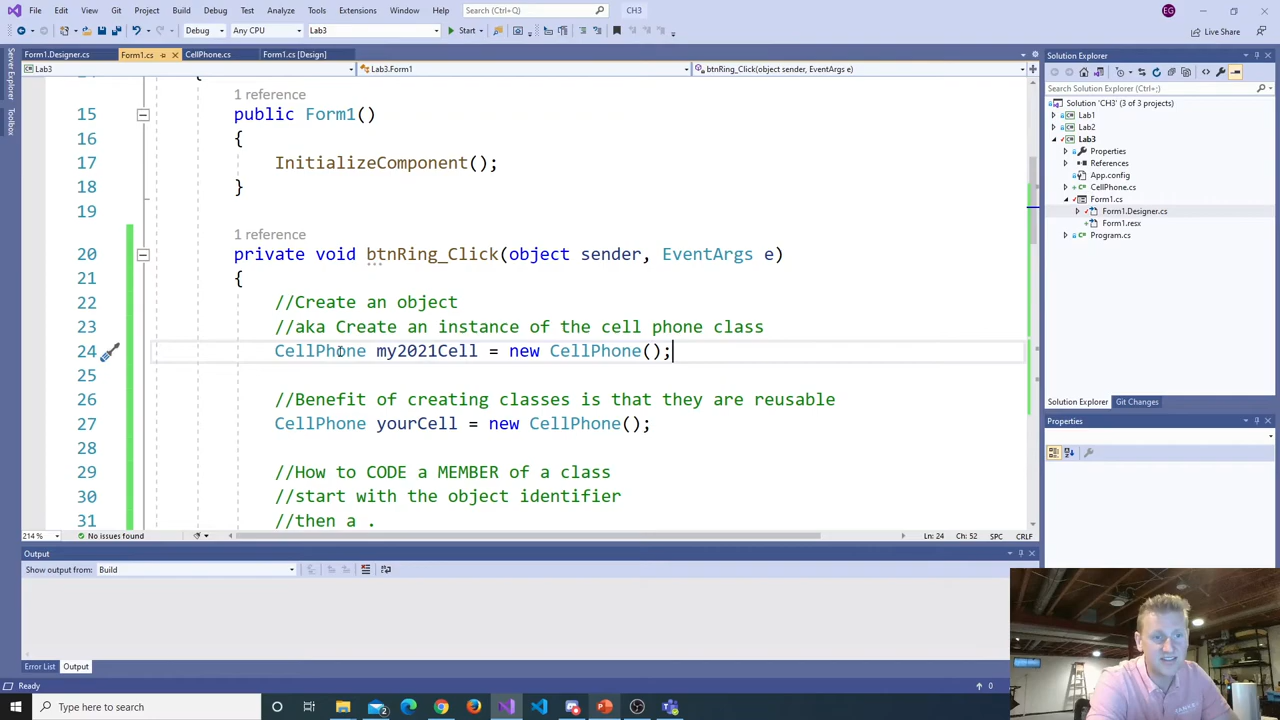 File Edit View Git Project Build Debug Test Analyze Tools Extensions Window Help Search (Ctrl+Q) CH3 EG
Debug Any CPU Lab3 Start Live Share
Form1.Designer.cs Form1.cs CellPhone.cs Form1.cs [Design]
Lab3 Lab3.Form1 btnRing_Click(object sender, EventArgs e)
Server Explorer
Toolbox
1 reference
15 public Form1()
16 {
17 InitializeComponent();
18 }
19
1 reference
20 private void btnRing_Click(object sender, EventArgs e)
21 {
22 //Create an object
23 //aka Create an instance of the cell phone class
24 CellPhone my2021Cell = new CellPhone();
25
26 //Benefit of creating classes is that they are reusable
27 CellPhone yourCell = new CellPhone();
28
29 //How to CODE a MEMBER of a class
30 //start with the object identifier
31 //then a .
214 % No issues found Ln: 24 Ch: 52 SPC CRLF
Output
Show output from: Build
Error List Output
Ready 0
Solution Explorer
Search Solution Explorer (Ctrl+;)
Solution 'CH3' (3 of 3 projects)
Lab1
Lab2
Lab3
Properties
References
App.config
CellPhone.cs
Form1.cs
Form1.Designer.cs
Form1.resx
Program.cs
Solution Explorer Git Changes
Properties
Type here to search